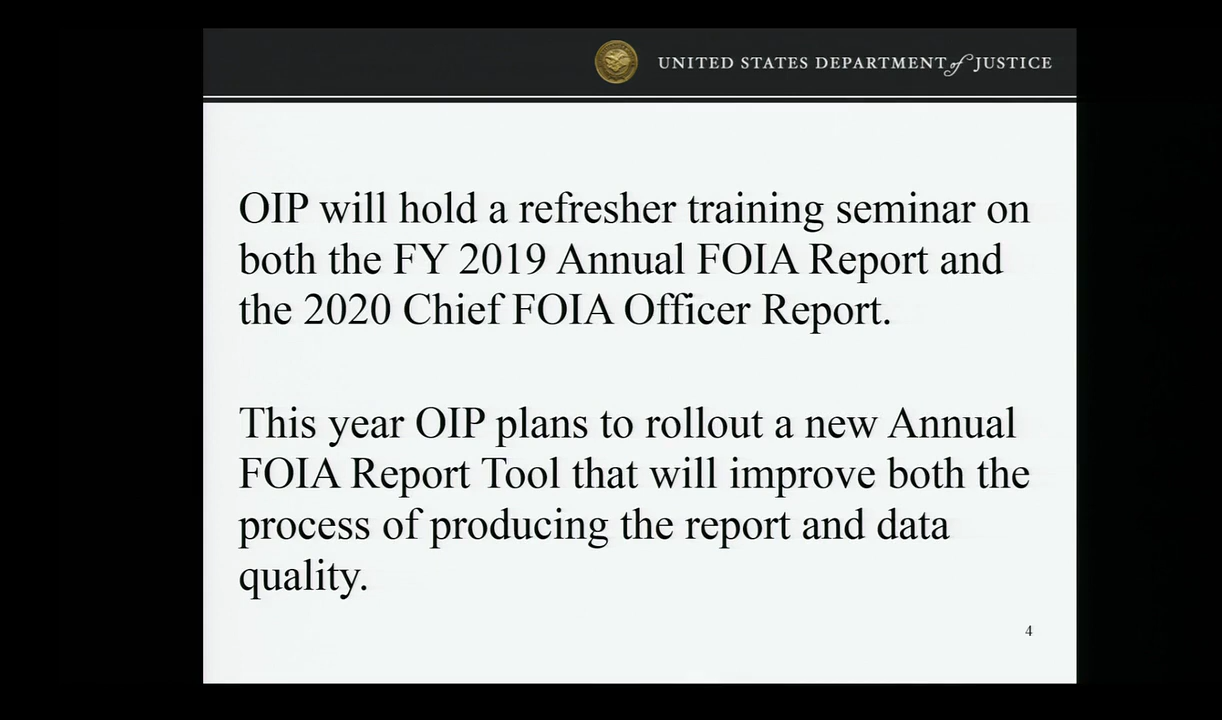 UNITED STATES DEPARTMENT of JUSTICE
OIP will hold a refresher training seminar on
both the FY 2019 Annual FOIA Report and
the 2020 Chief FOIA Officer Report.
This year OIP plans to rollout a new Annual
FOIA Report Tool that will improve both the
process of producing the report and data
quality.
4